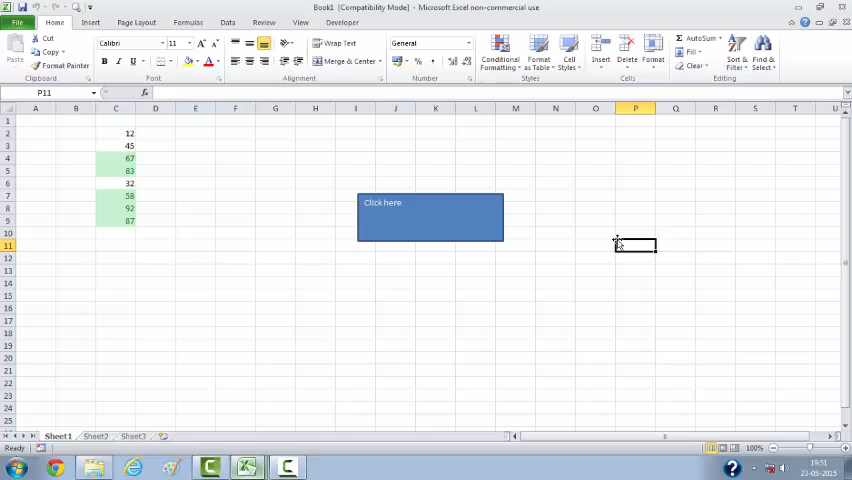 Book1 [Compatibility Mode] - Microsoft Excel non-commercial use
File Home Insert Page Layout Formulas Data Review View Developer
Paste Cut Calibri 11 A A Wrap Text General Conditional Formatting Format as Table Cell Styles Insert Delete Format Σ AutoSum Sort & Filter Find & Select
Copy B I U A Merge & Center % , Fill
Format Painter Clear
Clipboard Font Alignment Number Styles Cells Editing
P11 fx
A B C D E F G H I J K L M N O P Q R S T U
1
2 12
3 45
4 67
5 83
6 32
7 58 Click here
8 92
9 87
10
11
12
13
14
15
16
17
18
19
20
21
22
23
24
25
Sheet1 Sheet2 Sheet3
Ready 100%
19:51
23-05-2015